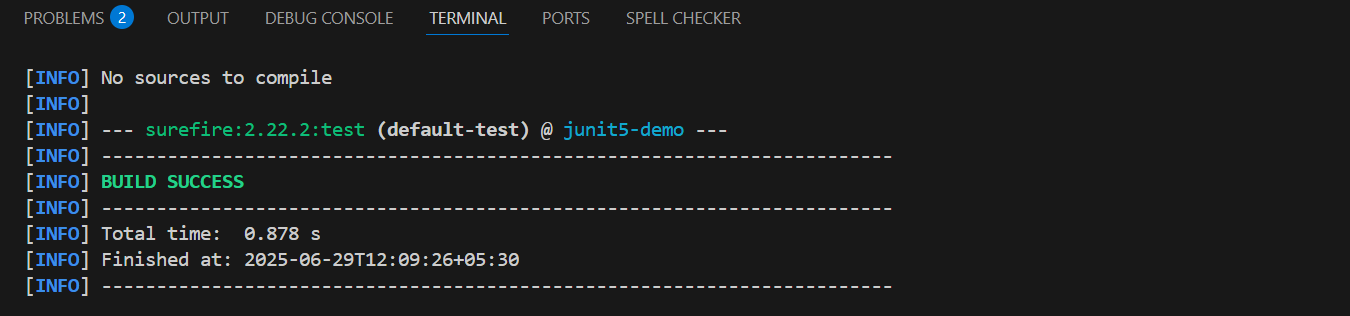 PROBLEMS 2 OUTPUT DEBUG CONSOLE TERMINAL PORTS SPELL CHECKER
[INFO] No sources to compile
[INFO]
[INFO] --- surefire:2.22.2:test (default-test) @ junit5-demo ---
[INFO] ------------------------------------------------------------------------
[INFO] BUILD SUCCESS
[INFO] ------------------------------------------------------------------------
[INFO] Total time:  0.878 s
[INFO] Finished at: 2025-06-29T12:09:26+05:30
[INFO] ------------------------------------------------------------------------